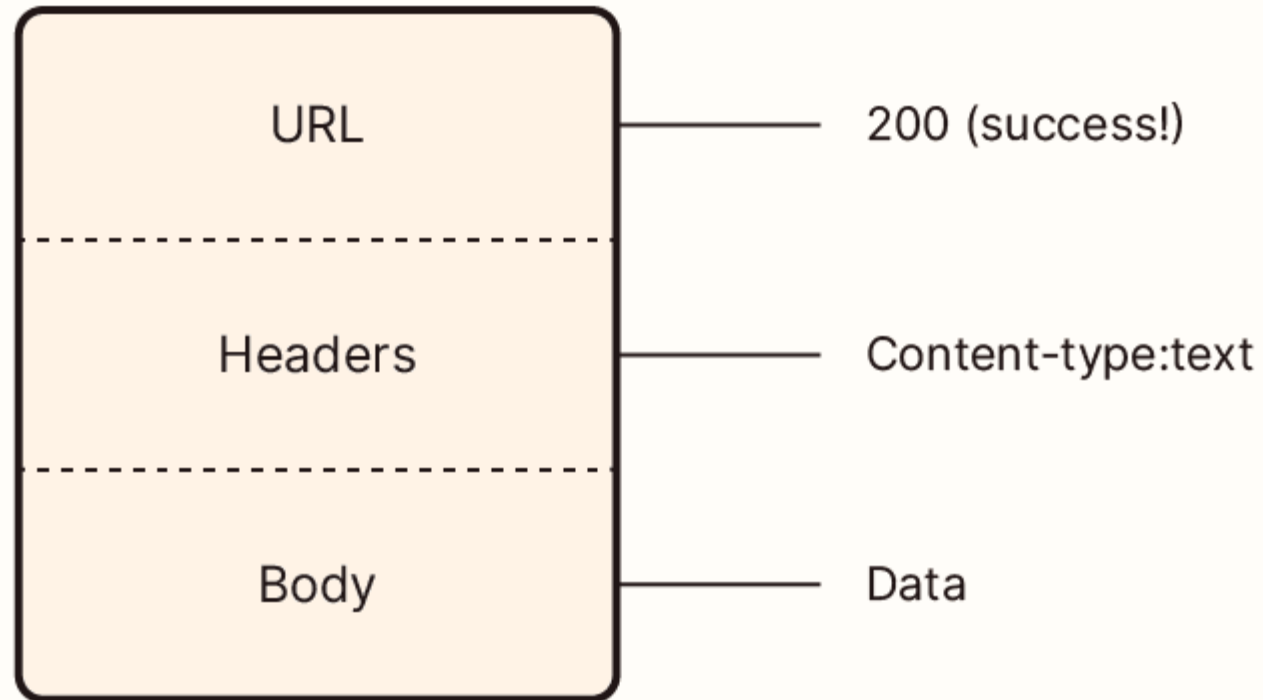 URL
200 (success!)
Headers
Content-type:text
Body
Data